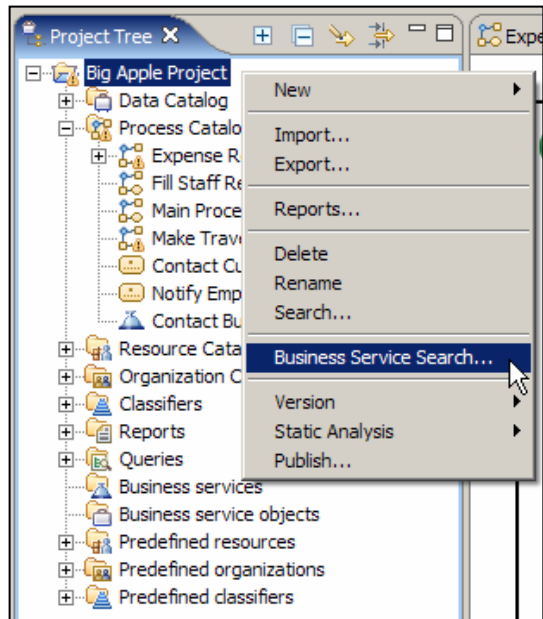 Project Tree
Expe
Big Apple Project
Data Catalog
Process Catalo
Expense R
Fill Staff Re
Main Proce
Make Trav
Contact Cu
Notify Emp
Contact Bu
Resource Cata
Organization C
Classifiers
Reports
Queries
Business services
Business service objects
Predefined resources
Predefined organizations
Predefined classifiers
New
Import...
Export...
Reports...
Delete
Rename
Search...
Business Service Search...
Version
Static Analysis
Publish...